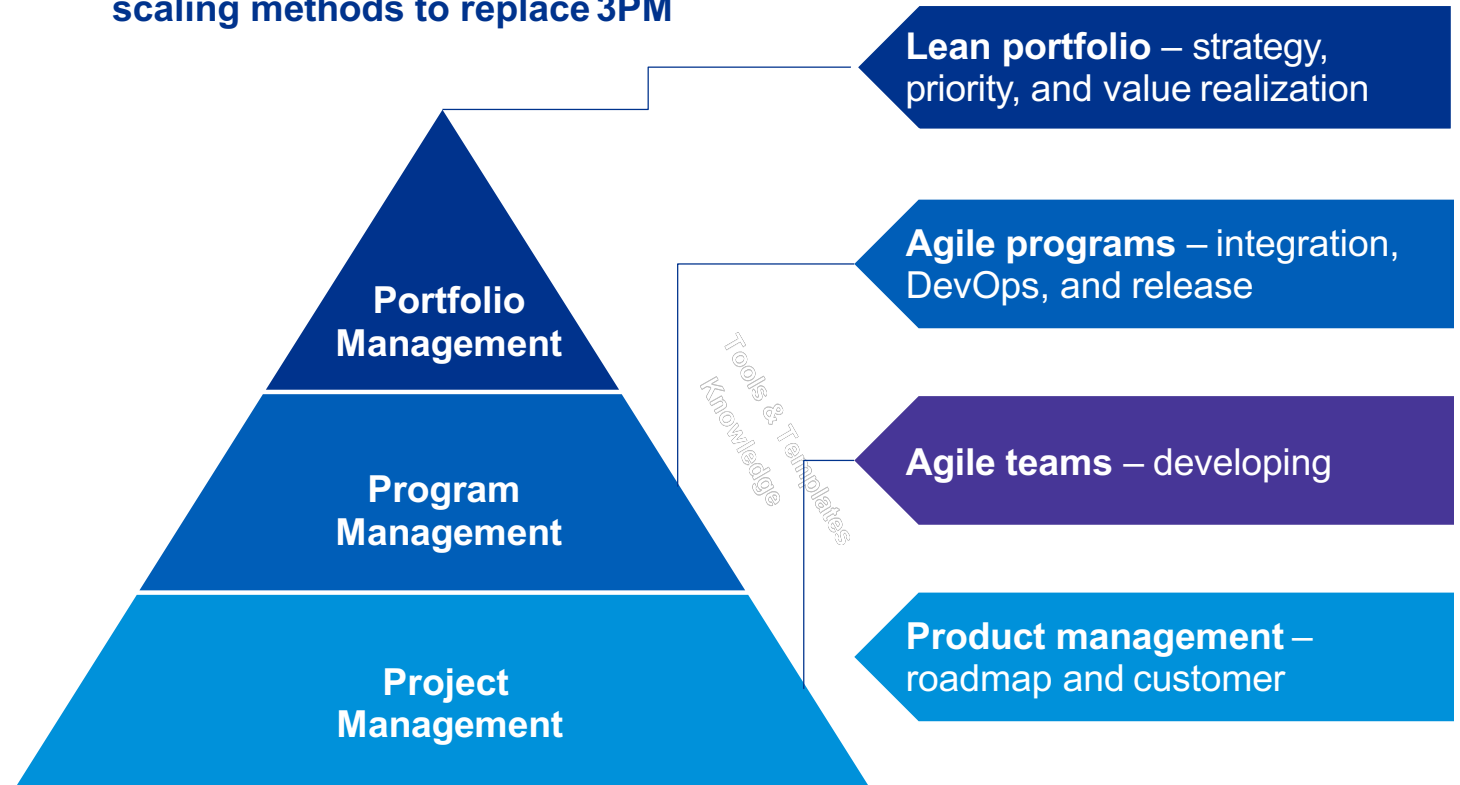 scaling methods to replace 3PM
Lean portfolio – strategy,
priority, and value realization
Agile programs – integration,
DevOps, and release
Portfolio
Management
Tools & Templates
Knowledge
Agile teams – developing
Program
Management
Product management –
roadmap and customer
Project
Management